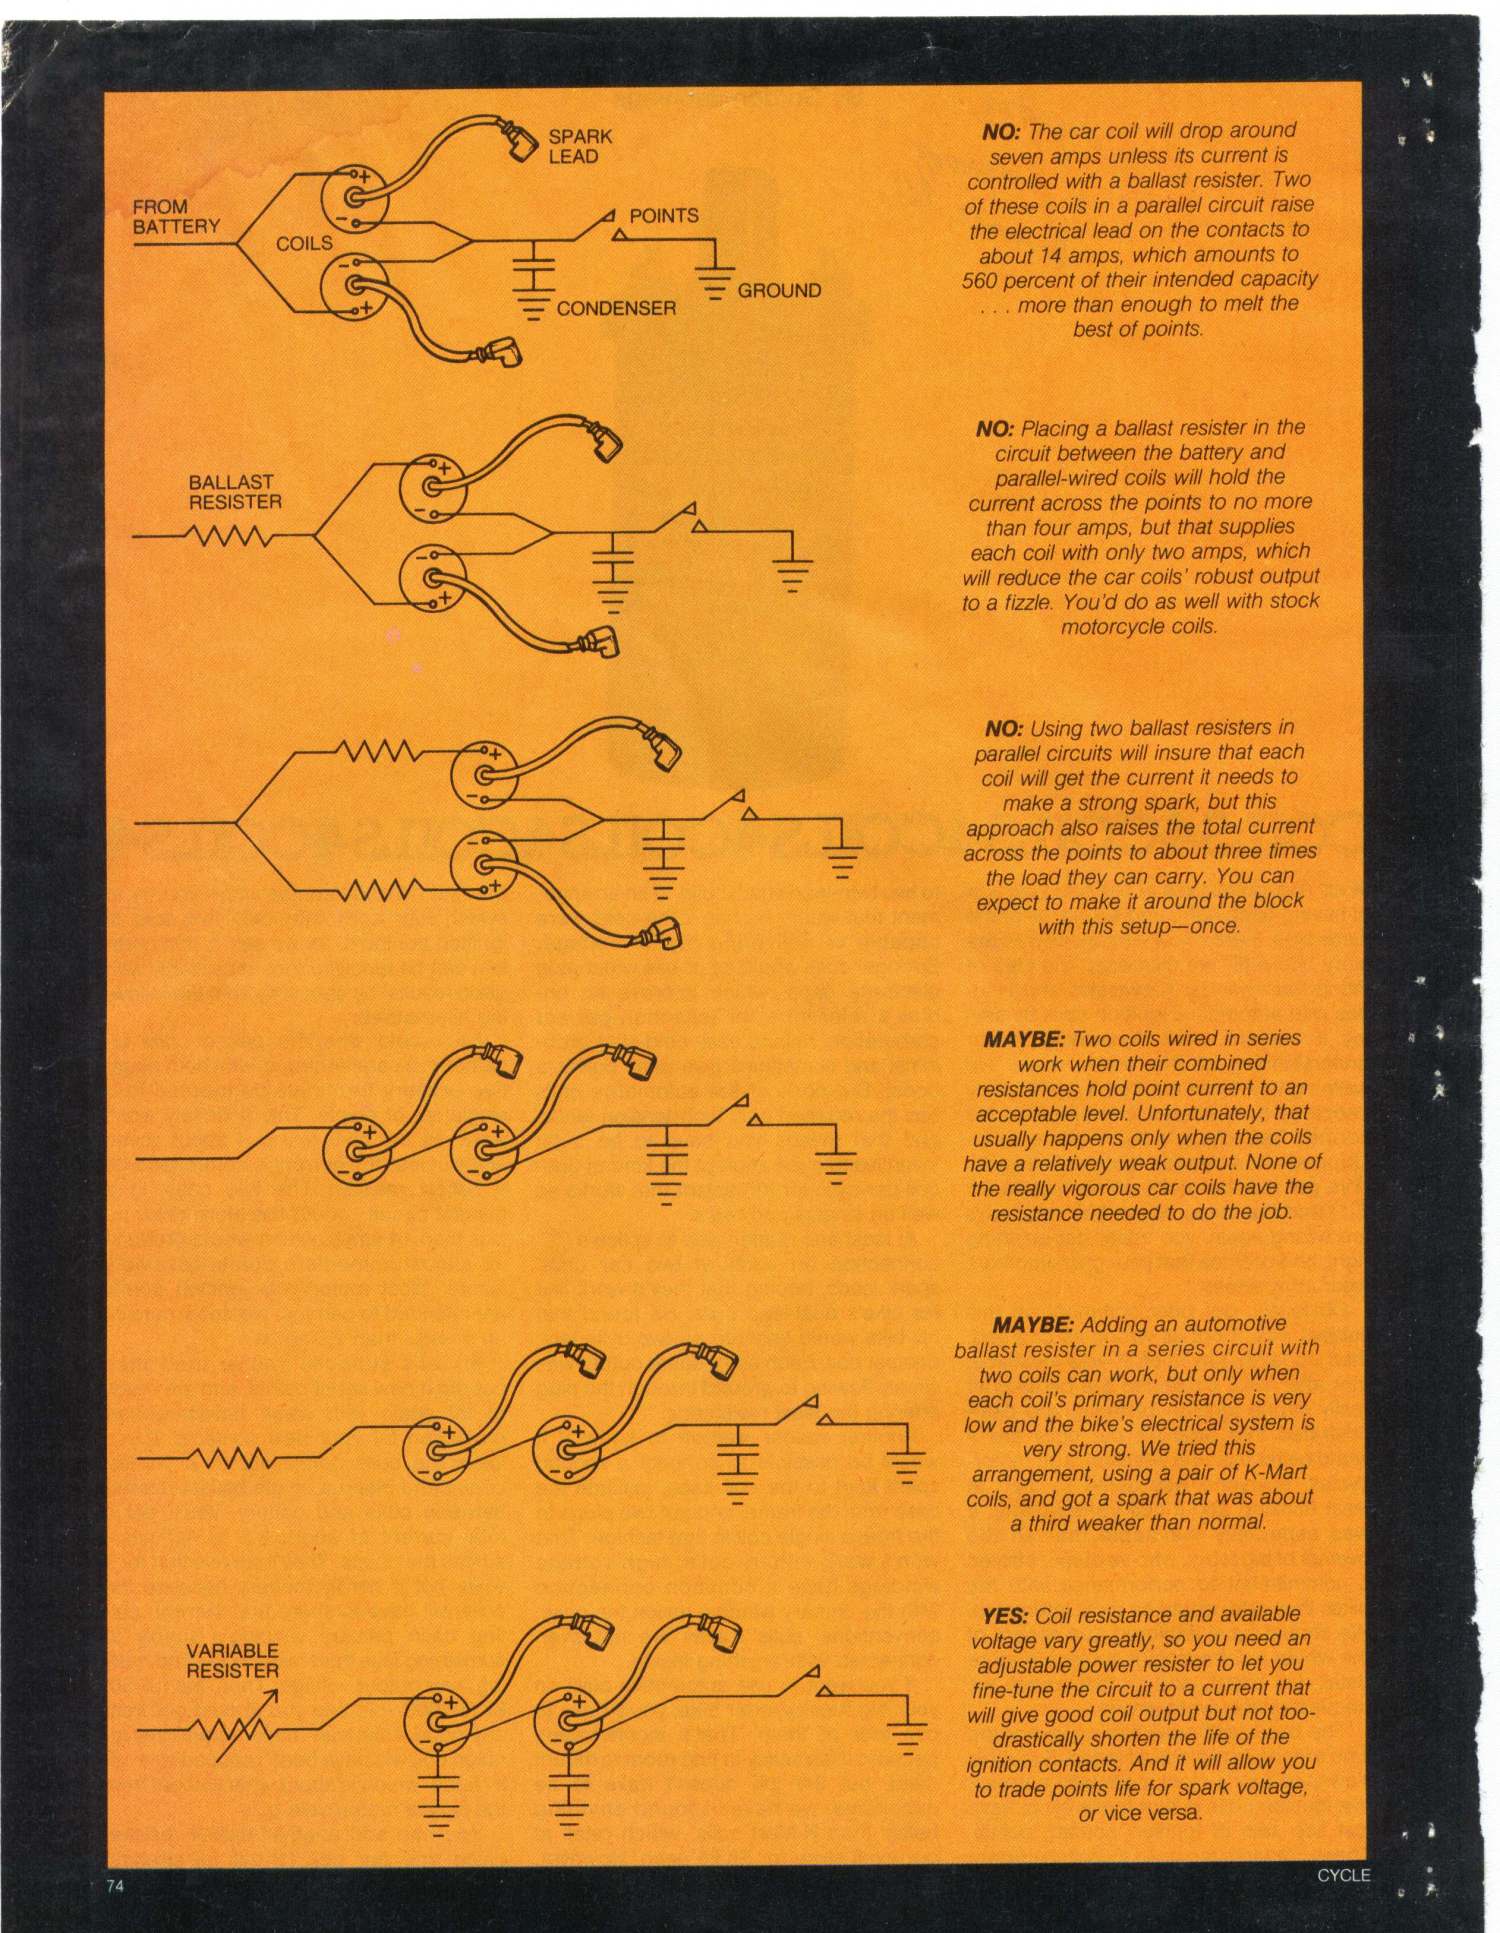 SPARK
LEAD
FROM
BATTERY
COILS
POINTS
CONDENSER
GROUND
NO: The car coil will drop around
seven amps unless its current is
controlled with a ballast resister. Two
of these coils in a parallel circuit raise
the electrical lead on the contacts to
about 14 amps, which amounts to
560 percent of their intended capacity
. . . more than enough to melt the
best of points.
BALLAST
RESISTER
NO: Placing a ballast resister in the
circuit between the battery and
parallel-wired coils will hold the
current across the points to no more
than four amps, but that supplies
each coil with only two amps, which
will reduce the car coils' robust output
to a fizzle. You'd do as well with stock
motorcycle coils.
NO: Using two ballast resisters in
parallel circuits will insure that each
coil will get the current it needs to
make a strong spark, but this
approach also raises the total current
across the points to about three times
the load they can carry. You can
expect to make it around the block
with this setup—once.
MAYBE: Two coils wired in series
work when their combined
resistances hold point current to an
acceptable level. Unfortunately, that
usually happens only when the coils
have a relatively weak output. None of
the really vigorous car coils have the
resistance needed to do the job.
MAYBE: Adding an automotive
ballast resister in a series circuit with
two coils can work, but only when
each coil's primary resistance is very
low and the bike's electrical system is
very strong. We tried this
arrangement, using a pair of K-Mart
coils, and got a spark that was about
a third weaker than normal.
VARIABLE
RESISTER
YES: Coil resistance and available
voltage vary greatly, so you need an
adjustable power resister to let you
fine-tune the circuit to a current that
will give good coil output but not too-
drastically shorten the life of the
ignition contacts. And it will allow you
to trade points life for spark voltage,
or vice versa.
74
CYCLE